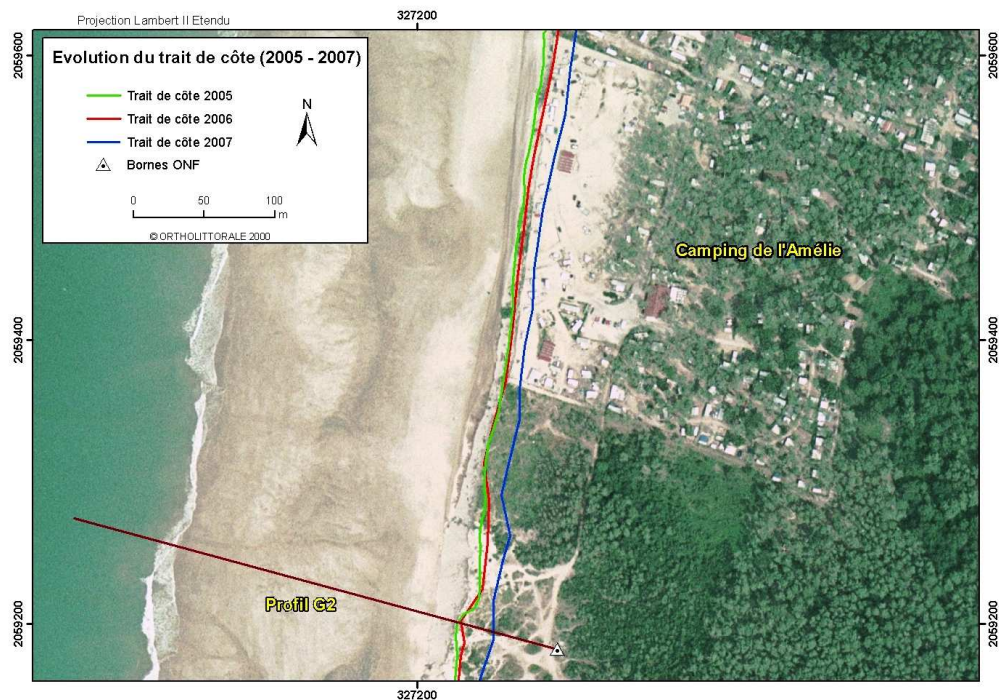 Projection Lambert II Etendu
327200
2059600
2059600
Evolution du trait de côte (2005 - 2007)
Trait de côte 2005
Trait de côte 2006
Trait de côte 2007
Bornes ONF
N
0 50 100
m
© ORTHOLITTORALE 2000
Camping de l'Amélie
2059400
2059400
Profil G2
2059200
2059200
327200